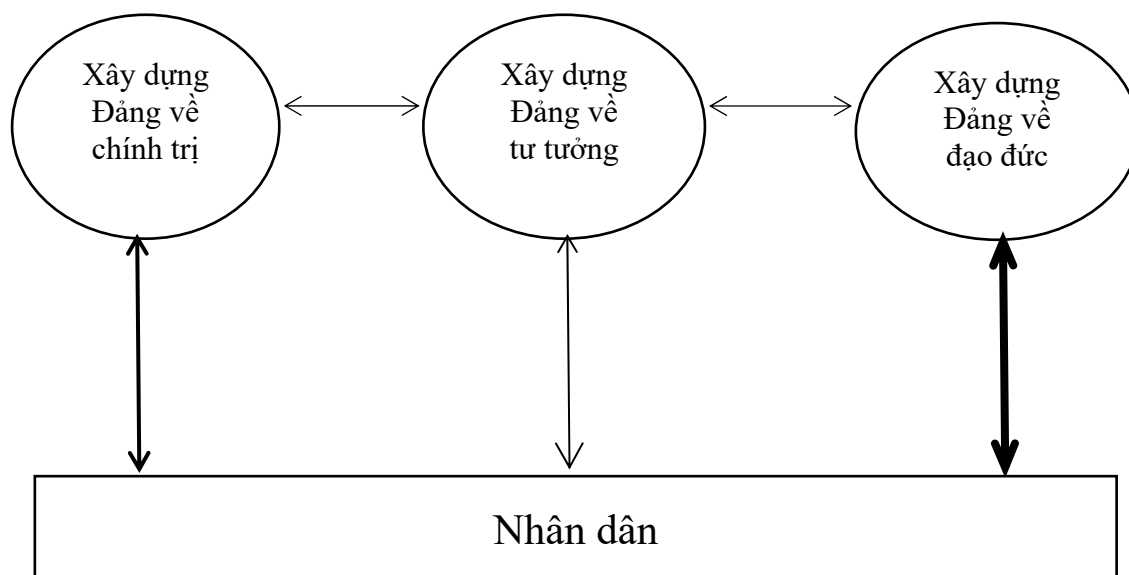 Xây dựng
Đảng về
chính trị
Xây dựng
Đảng về
tư tưởng
Xây dựng
Đảng về
đạo đức
Nhân dân